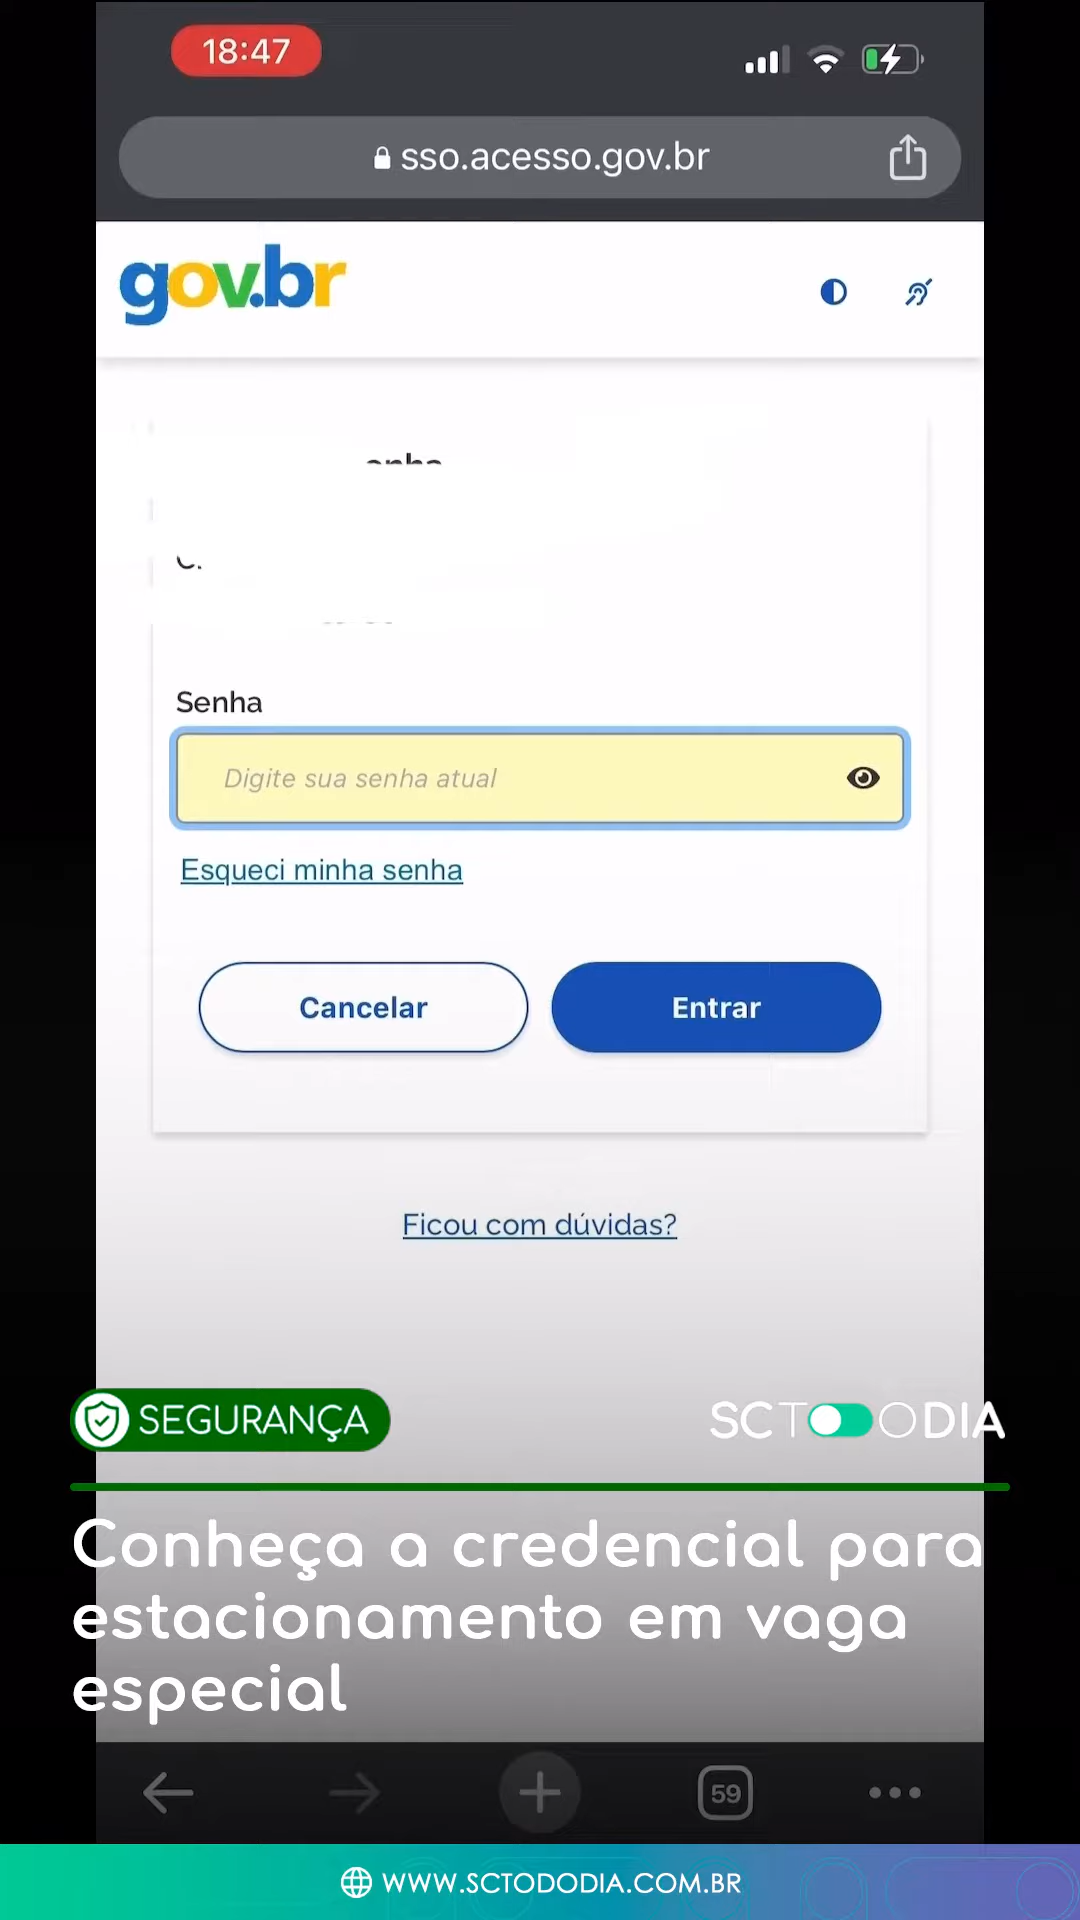 18:47
sso.acesso.gov.br
gov.br
Senha
Digite sua senha atual
Esqueci minha senha
Cancelar
Entrar
Ficou com dúvidas?
SEGURANÇA
SCTODODIA
Conheça a credencial para
estacionamento em vaga
especial
59
WWW.SCTODODIA.COM.BR